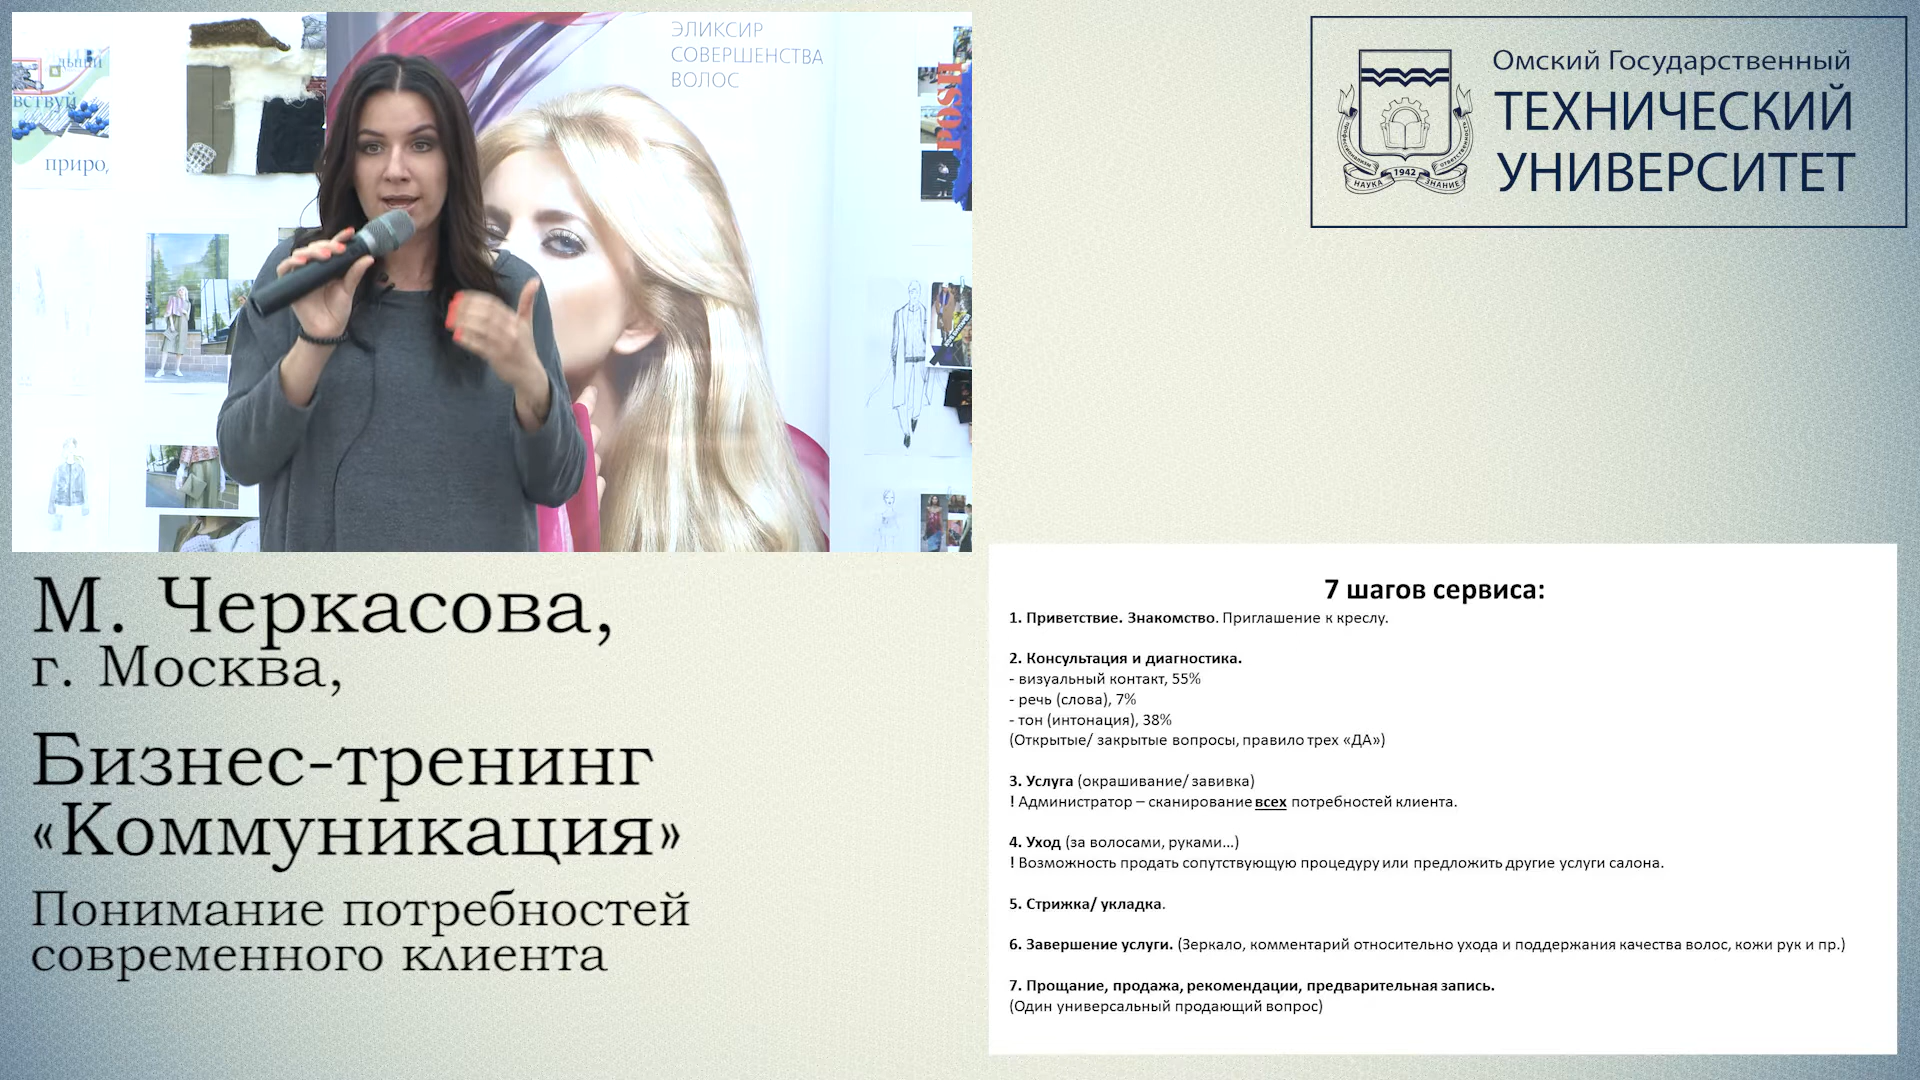 дыши
вствуй
приро,
ЭЛИКСИР
СОВЕРШЕНСТВА
ВОЛОС
POSH
Омский Государственный
ТЕХНИЧЕСКИЙ
УНИВЕРСИТЕТ
профессионализм
ответственность
НАУКА 1942 ЗНАНИЕ
М. Черкасова,
г. Москва,
Бизнес-тренинг
«Коммуникация»
Понимание потребностей
современного клиента
7 шагов сервиса:
1. Приветствие. Знакомство. Приглашение к креслу.
2. Консультация и диагностика.
- визуальный контакт, 55%
- речь (слова), 7%
- тон (интонация), 38%
(Открытые/ закрытые вопросы, правило трех «ДА»)
3. Услуга (окрашивание/ завивка)
! Администратор – сканирование всех потребностей клиента.
4. Уход (за волосами, руками...)
! Возможность продать сопутствующую процедуру или предложить другие услуги салона.
5. Стрижка/ укладка.
6. Завершение услуги. (Зеркало, комментарий относительно ухода и поддержания качества волос, кожи рук и пр.)
7. Прощание, продажа, рекомендации, предварительная запись.
(Один универсальный продающий вопрос)